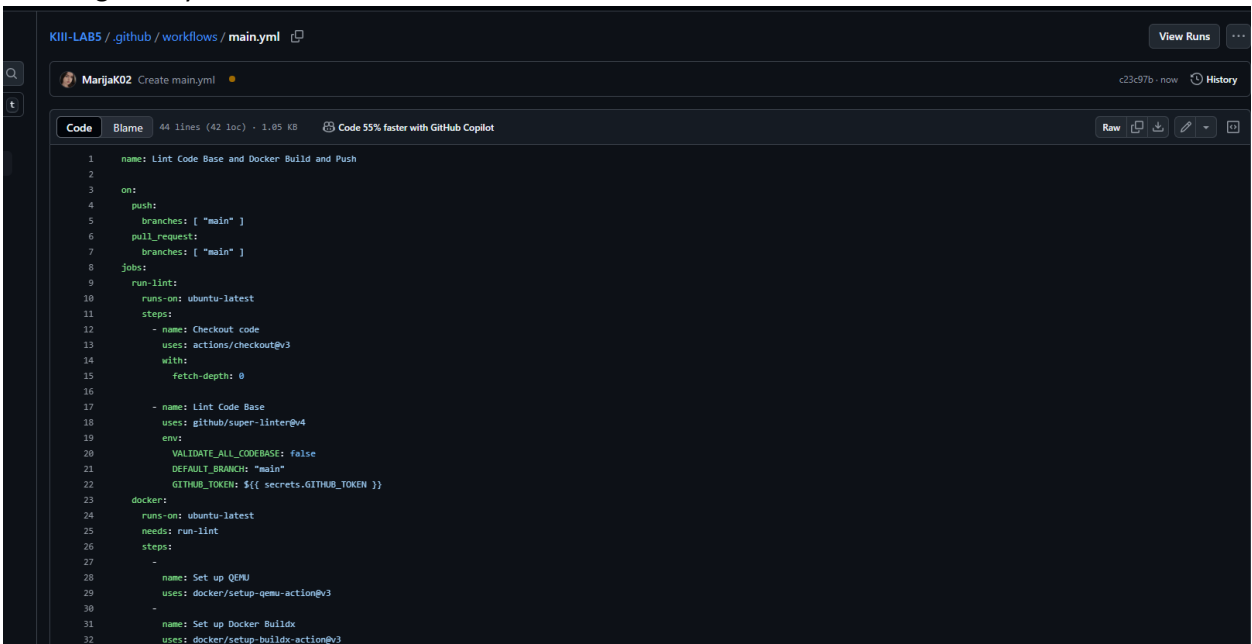 KIII-LAB5 / .github / workflows / main.yml
View Runs
MarijaK02 Create main.yml
c23c97b · now
History
t
Code
Blame
44 lines (42 loc) · 1.05 KB
Code 55% faster with GitHub Copilot
Raw
1 name: Lint Code Base and Docker Build and Push
2
3 on:
4 push:
5 branches: [ "main" ]
6 pull_request:
7 branches: [ "main" ]
8 jobs:
9 run-lint:
10 runs-on: ubuntu-latest
11 steps:
12 - name: Checkout code
13 uses: actions/checkout@v3
14 with:
15 fetch-depth: 0
16
17 - name: Lint Code Base
18 uses: github/super-linter@v4
19 env:
20 VALIDATE_ALL_CODEBASE: false
21 DEFAULT_BRANCH: "main"
22 GITHUB_TOKEN: ${{ secrets.GITHUB_TOKEN }}
23 docker:
24 runs-on: ubuntu-latest
25 needs: run-lint
26 steps:
27 -
28 name: Set up QEMU
29 uses: docker/setup-qemu-action@v3
30 -
31 name: Set up Docker Buildx
32 uses: docker/setup-buildx-action@v3